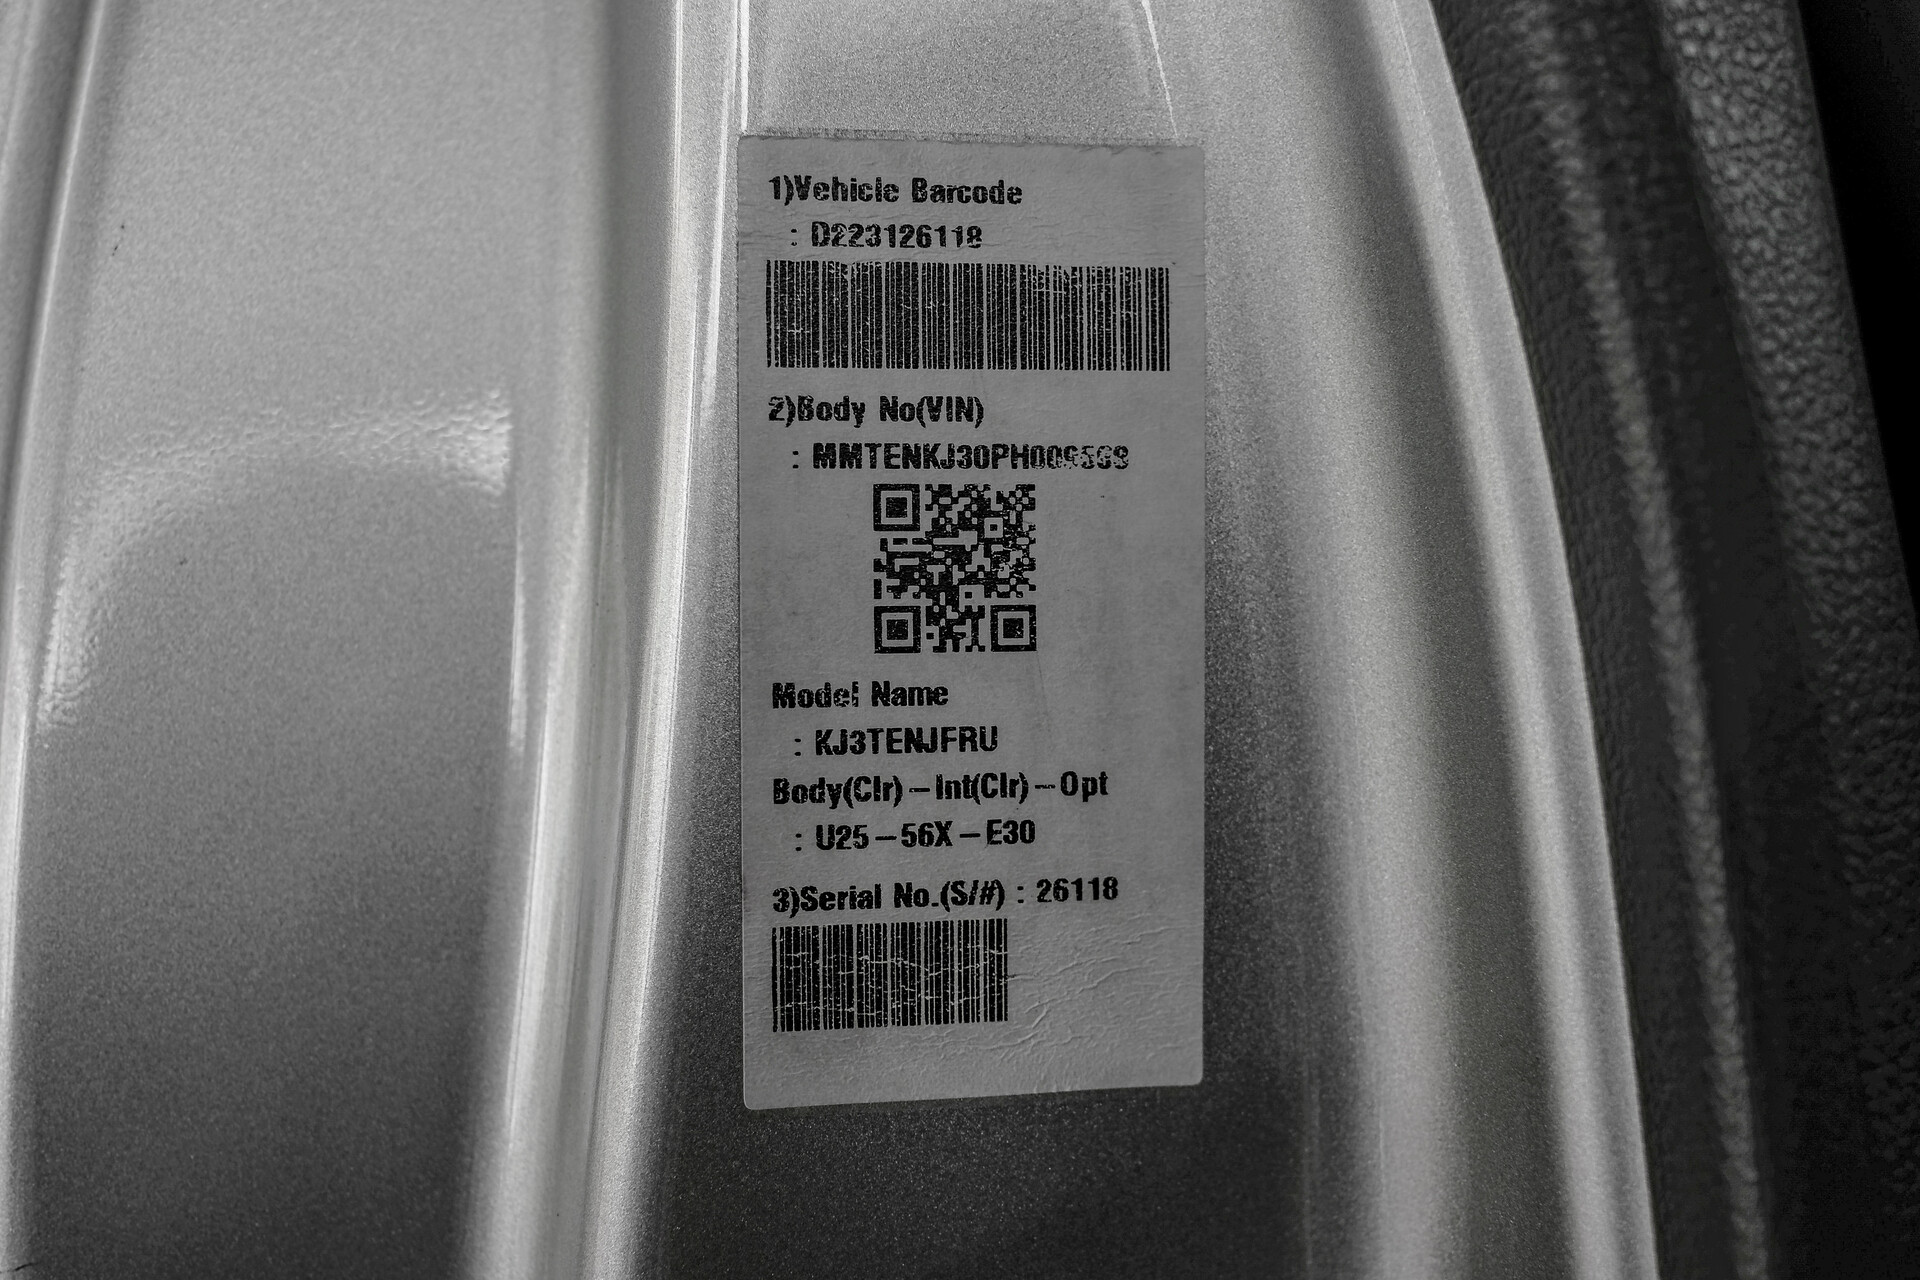 1)Vehicle Barcode
: D223126118
2)Body No(VIN)
:
Model Name
: KJ3TENJFRU
Body(Clr)-Int(Clr)-Opt
: U25-56X-E30
3)Serial No.(S/#) : 26118